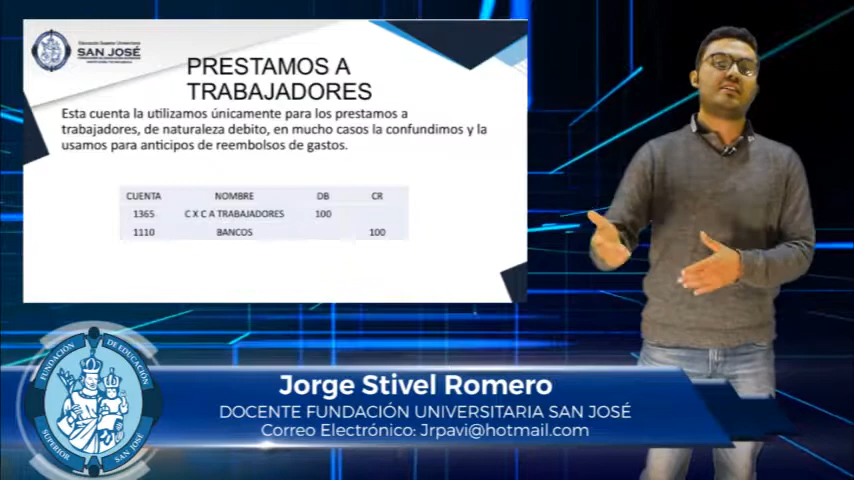 Educación Superior Universitaria
SAN JOSÉ
PRESTAMOS A
TRABAJADORES
Esta cuenta la utilizamos únicamente para los prestamos a
trabajadores, de naturaleza debito, en mucho casos la confundimos y la
usamos para anticipos de reembolsos de gastos.
CUENTA NOMBRE DB CR
1365 C X C A TRABAJADORES 100
1110 BANCOS 100
FUNDACIÓN DE EDUCACIÓN
SUPERIOR SAN JOSÉ
Jorge Stivel Romero
DOCENTE FUNDACIÓN UNIVERSITARIA SAN JOSÉ
Correo Electrónico: Jrpavi@hotmail.com